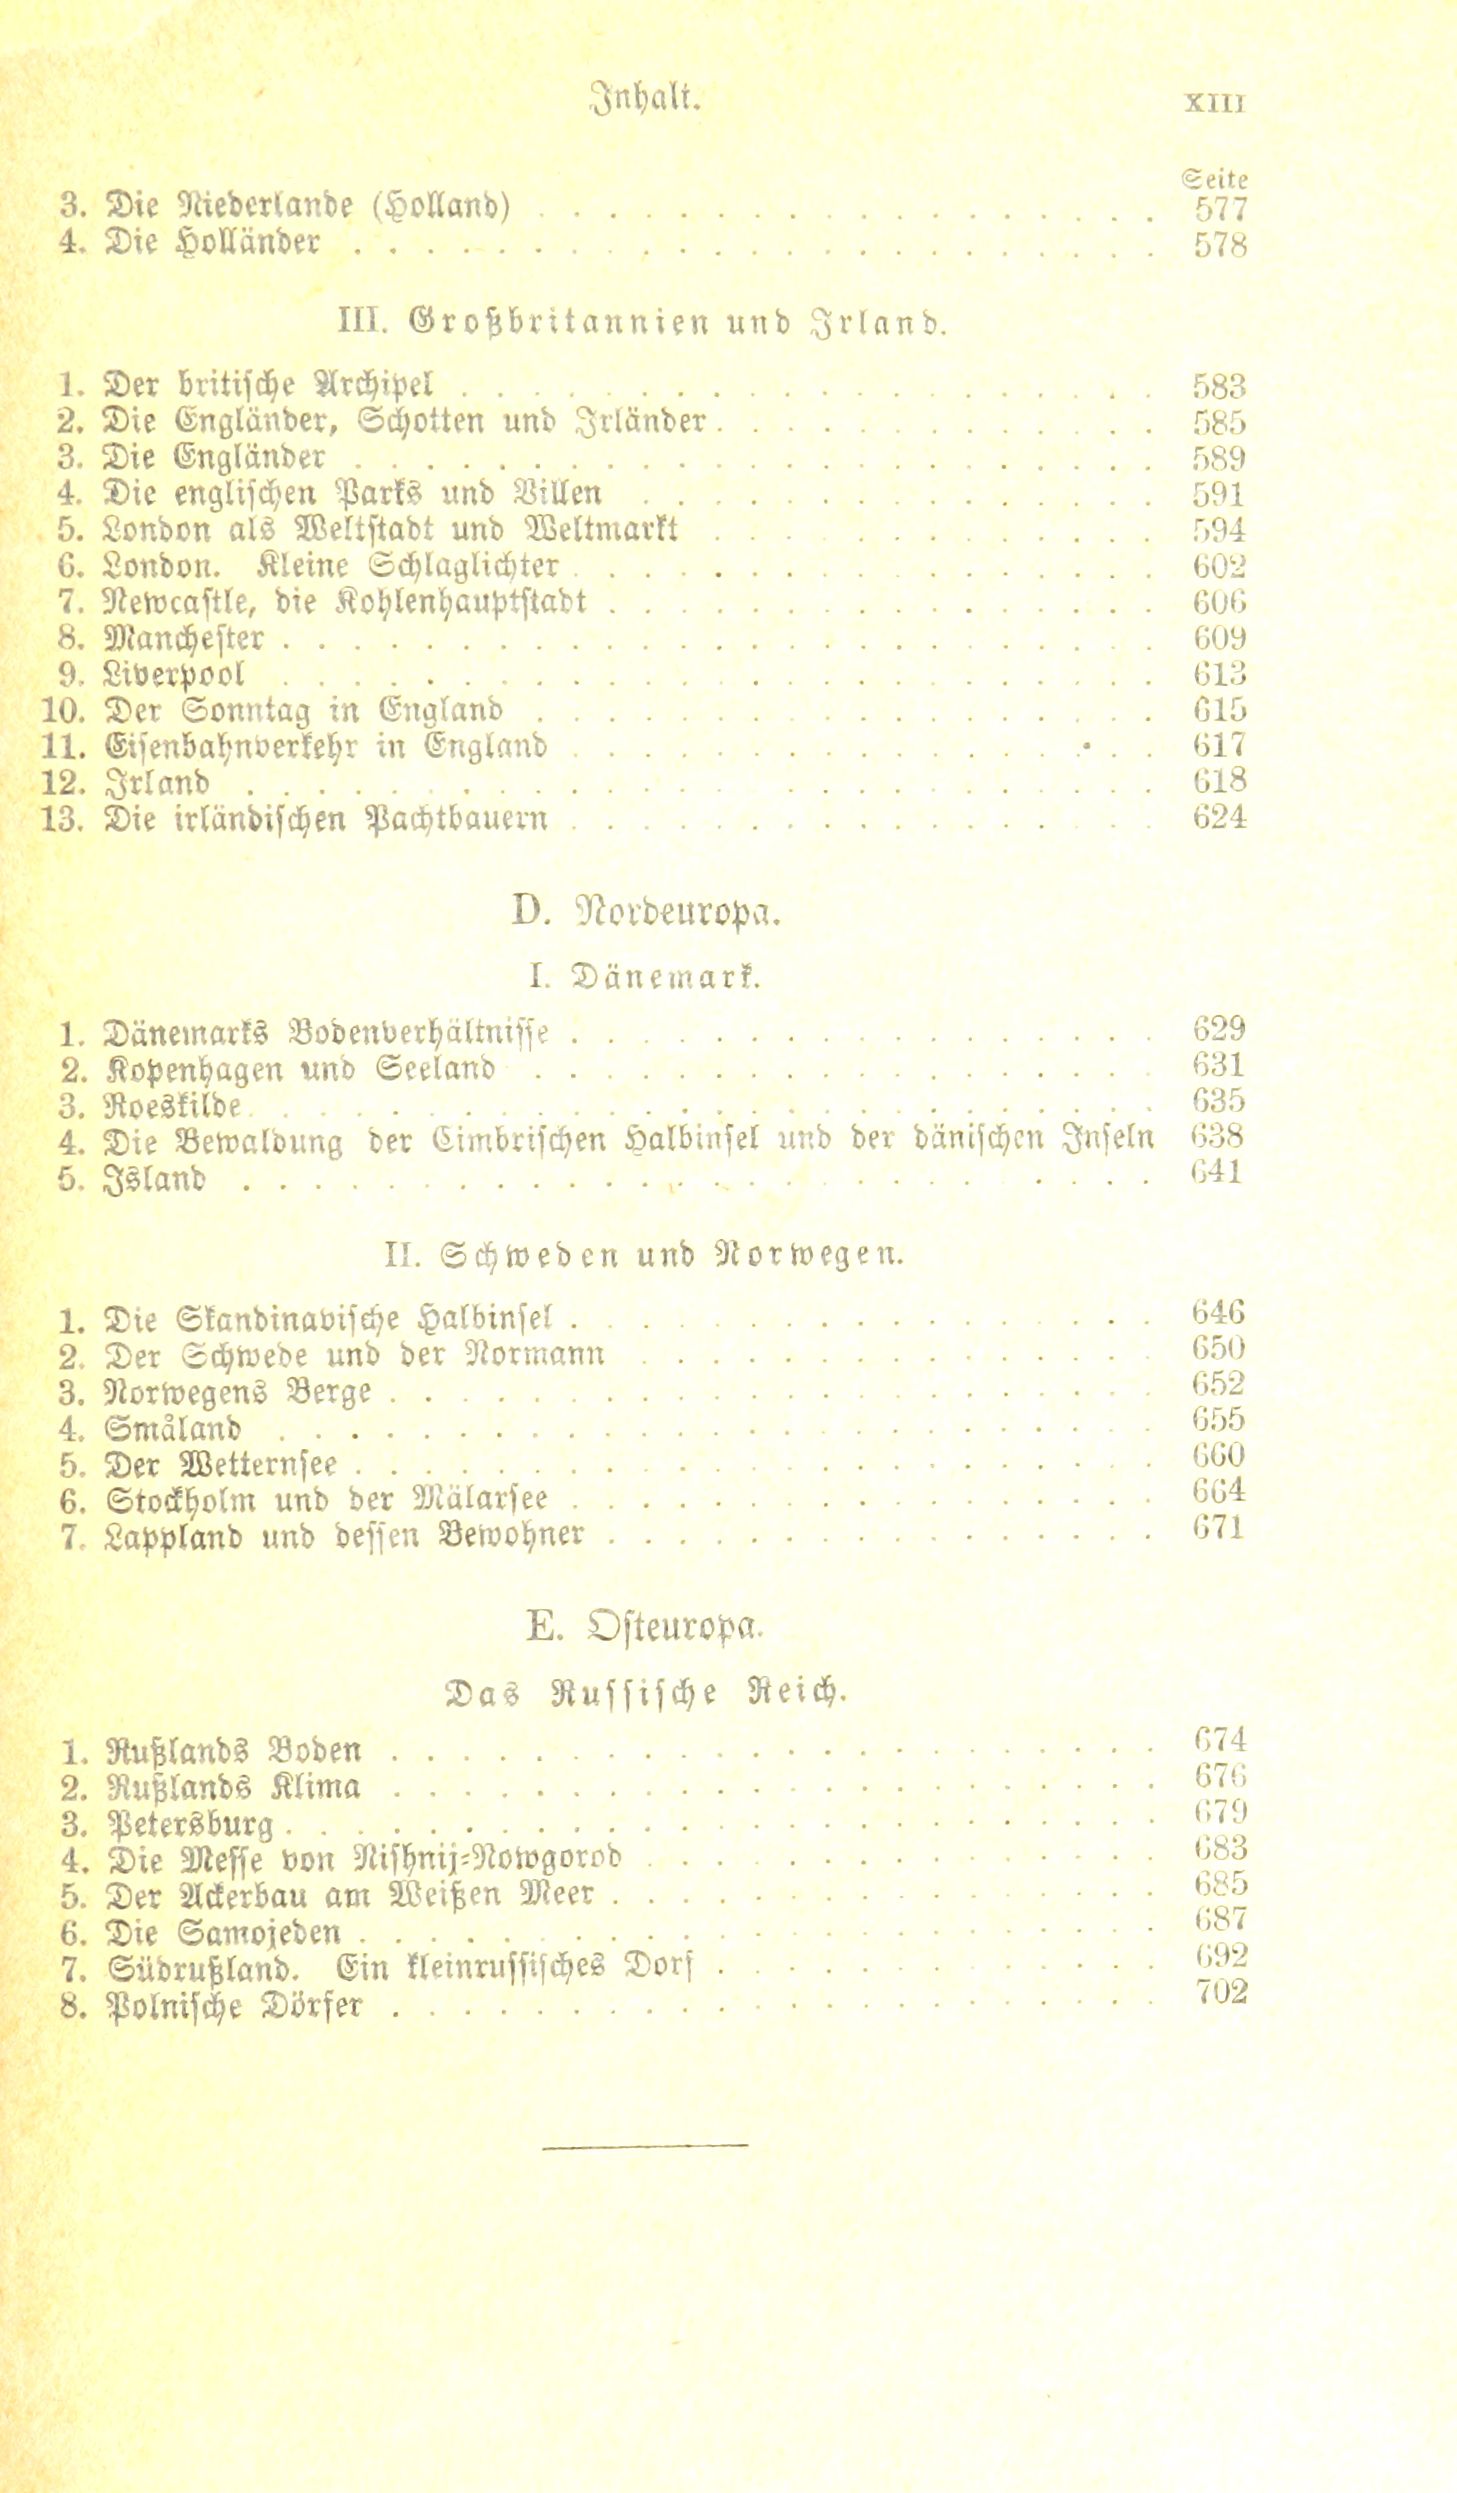 Inhalt. XIII
Seite
3. Die Niederlande (Holland) . . . . . . . . . . . . . . . . . . 577
4. Die Holländer . . . . . . . . . . . . . . . . . . . . . . . 578
III. Großbritannien und Irland.
1. Der britische Archipel . . . . . . . . . . . . . . . . . . . . 583
2. Die Engländer, Schotten und Irländer . . . . . . . . . . . . . 585
3. Die Engländer . . . . . . . . . . . . . . . . . . . . . . . 589
4. Die englischen Parks und Villen . . . . . . . . . . . . . . . 591
5. London als Weltstadt und Weltmarkt . . . . . . . . . . . . . 594
6. London. Kleine Schlaglichter . . . . . . . . . . . . . . . . . 602
7. Newcastle, die Kohlenhauptstadt . . . . . . . . . . . . . . . . 606
8. Manchester . . . . . . . . . . . . . . . . . . . . . . . . . 609
9. Liverpool . . . . . . . . . . . . . . . . . . . . . . . . . 613
10. Der Sonntag in England . . . . . . . . . . . . . . . . . . 615
11. Eisenbahnverkehr in England . . . . . . . . . . . . . . . . . 617
12. Irland . . . . . . . . . . . . . . . . . . . . . . . . . . 618
13. Die irländischen Pachtbauern . . . . . . . . . . . . . . . . . 624
D. Nordeuropa.
I. Dänemark.
1. Dänemarks Bodenverhältnisse . . . . . . . . . . . . . . . . . 629
2. Kopenhagen und Seeland . . . . . . . . . . . . . . . . . . 631
3. Roeskilde . . . . . . . . . . . . . . . . . . . . . . . . . . 635
4. Die Bewaldung der Cimbrischen Halbinsel und der dänischen Inseln 638
5. Island . . . . . . . . . . . . . . . . . . . . . . . . . . 641
II. Schweden und Norwegen.
1. Die Skandinavische Halbinsel . . . . . . . . . . . . . . . . . 646
2. Der Schwede und der Normann . . . . . . . . . . . . . . . 650
3. Norwegens Berge . . . . . . . . . . . . . . . . . . . . . . 652
4. Småland . . . . . . . . . . . . . . . . . . . . . . . . . 655
5. Der Wetternsee . . . . . . . . . . . . . . . . . . . . . . . 660
6. Stockholm und der Mälarsee . . . . . . . . . . . . . . . . . 664
7. Lappland und dessen Bewohner . . . . . . . . . . . . . . . . 671
E. Osteuropa.
Das Russische Reich.
1. Rußlands Boden . . . . . . . . . . . . . . . . . . . . . . 674
2. Rußlands Klima . . . . . . . . . . . . . . . . . . . . . . 676
3. Petersburg . . . . . . . . . . . . . . . . . . . . . . . . . 679
4. Die Messe von Nishnij-Nowgorod . . . . . . . . . . . . . . . 683
5. Der Ackerbau am Weißen Meer . . . . . . . . . . . . . . . . 685
6. Die Samojeden . . . . . . . . . . . . . . . . . . . . . . . 687
7. Südrußland. Ein kleinrussisches Dorf . . . . . . . . . . . . . 692
8. Polnische Dörfer . . . . . . . . . . . . . . . . . . . . . . 702